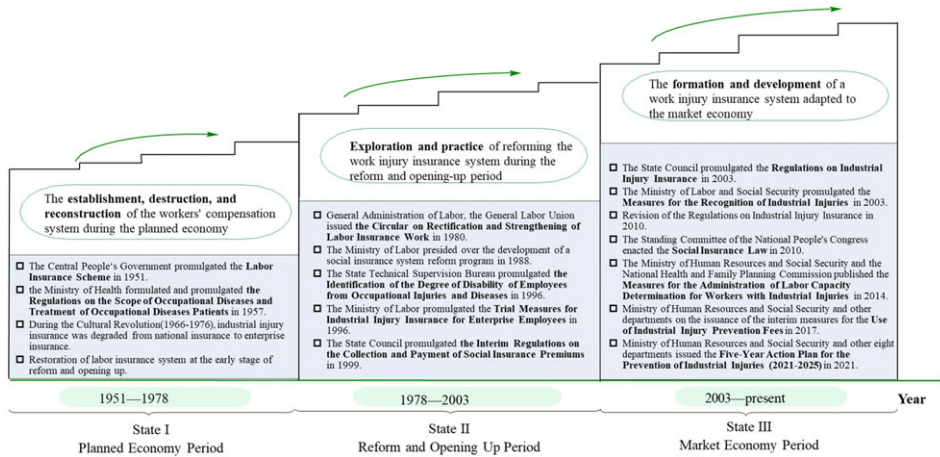 The establishment, destruction, and
reconstruction of the workers' compensation
system during the planned economy
☐ The Central People's Government promulgated the Labor
Insurance Scheme in 1951.
☐ the Ministry of Health formulated and promulgated the
Regulations on the Scope of Occupational Diseases and
Treatment of Occupational Diseases Patients in 1957.
☐ During the Cultural Revolution(1966-1976), industrial injury
insurance was degraded from national insurance to enterprise
insurance.
☐ Restoration of labor insurance system at the early stage of
reform and opening up.
1951—1978
State I
Planned Economy Period
Exploration and practice of reforming the
work injury insurance system during the
reform and opening-up period
☐ General Administration of Labor, the General Labor Union
issued the Circular on Rectification and Strengthening of
Labor Insurance Work in 1980.
☐ The Ministry of Labor presided over the development of a
social insurance system reform program in 1988.
☐ The State Technical Supervision Bureau promulgated the
Identification of the Degree of Disability of Employees
from Occupational Injuries and Diseases in 1996.
☐ The Ministry of Labor promulgated the Trial Measures for
Industrial Injury Insurance for Enterprise Employees in
1996.
☐ The State Council promulgated the Interim Regulations on
the Collection and Payment of Social Insurance Premiums
in 1999.
1978—2003
State II
Reform and Opening Up Period
The formation and development of a
work injury insurance system adapted to
the market economy
☐ The State Council promulgated the Regulations on Industrial
Injury Insurance in 2003.
☐ The Ministry of Labor and Social Security promulgated the
Measures for the Recognition of Industrial Injuries in 2003.
☐ Revision of the Regulations on Industrial Injury Insurance in
2010.
☐ The Standing Committee of the National People's Congress
enacted the Social Insurance Law in 2010.
☐ The Ministry of Human Resources and Social Security and the
National Health and Family Planning Commission published the
Measures for the Administration of Labor Capacity
Determination for Workers with Industrial Injuries in 2014.
☐ Ministry of Human Resources and Social Security and other
departments on the issuance of the interim measures for the Use
of Industrial Injury Prevention Fees in 2017.
☐ Ministry of Human Resources and Social Security and other eight
departments issued the Five-Year Action Plan for the
Prevention of Industrial Injuries (2021-2025) in 2021.
2003—present
State III
Market Economy Period
Year